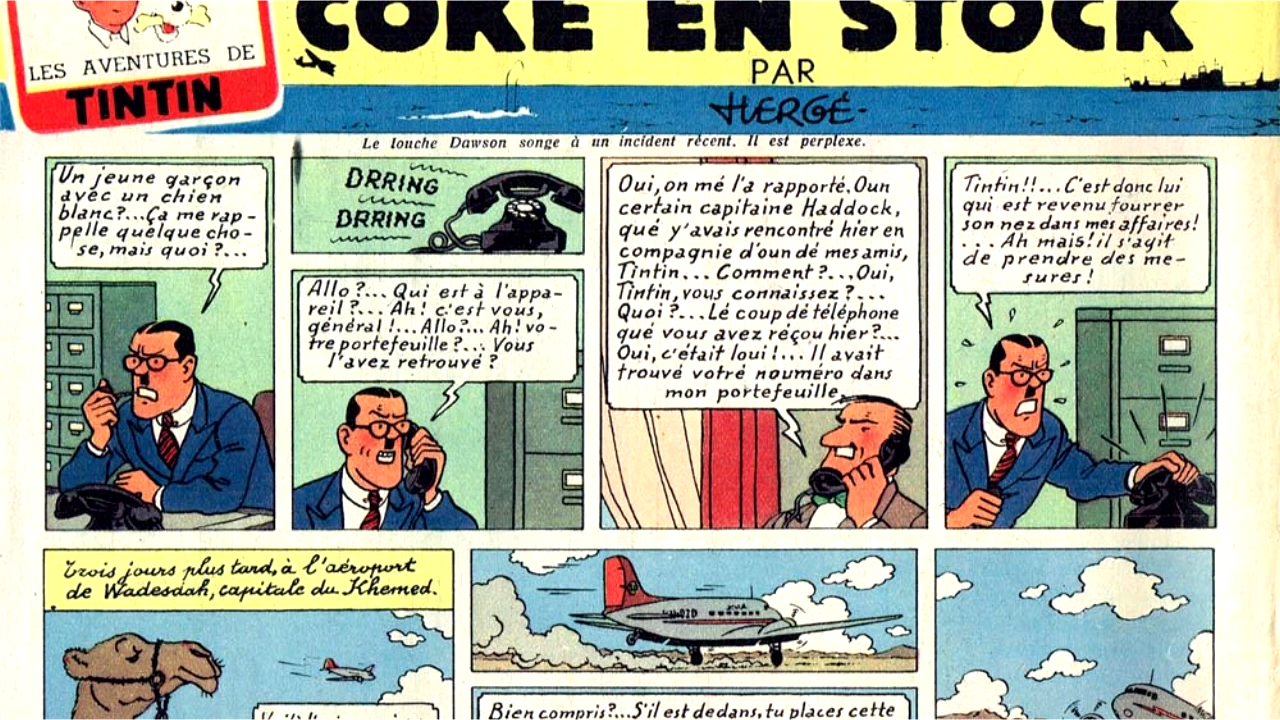 COKE EN STOCK
LES AVENTURES DE
TINTIN
PAR
HERGÉ-
Le louche Dawson songe à un incident récent. Il est perplexe.
Un jeune garçon
avec un chien
blanc?...Ça me rap-
pelle quelque cho-
se, mais quoi?...
DRRING
DRRING
Allo?... Qui est à l'appa-
reil?... Ah! c'est vous,
général!...Allo?... Ah! vo-
tre portefeuille?... Vous
l'avez retrouvé?
Oui, on mé l'a rapporté. Oun
certain capitaine Haddock,
qué y'avais rencontré hier en
compagnie d'oun dé mes amis,
Tintin... Comment?...Oui,
Tintin, vous connaissez?...
Quoi?...Lé coup dé téléphone
qué vous avez réçou hier?...
Oui, c'était loui!... Il avait
trouvé votré nouméro dans
mon portefeuille.
Tintin!!...C'est donc lui
qui est revenu fourrer
son nez dans mes affaires!
...Ah mais! il s'agit
de prendre des me-
sures!
Trois jours plus tard, à l'aéroport
de Wadesdah, capitale du Khemed.
Bien compris?...S'il est dedans, tu places cette